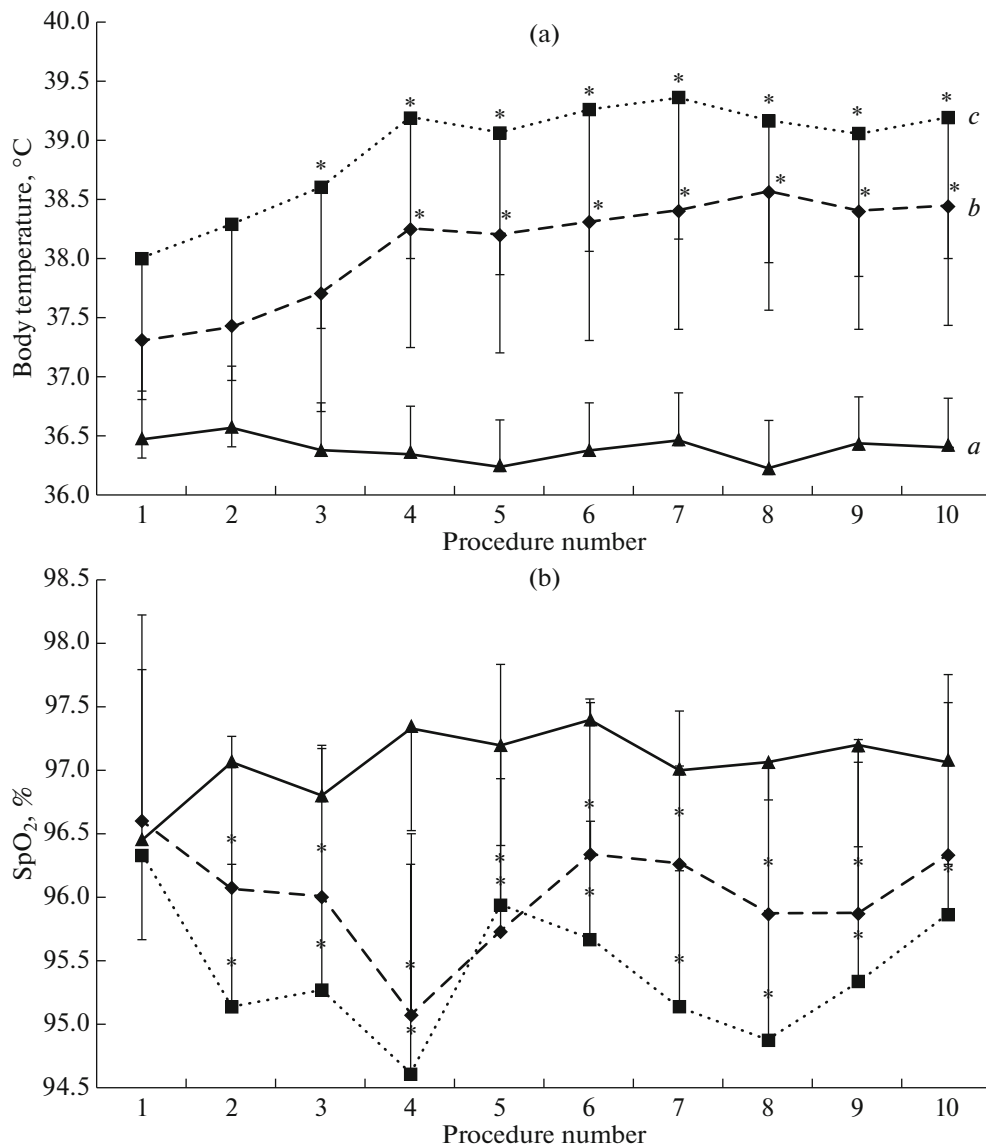 (a)
Body temperature, °C
40.0
39.5
39.0
38.5
38.0
37.5
37.0
36.5
36.0
* * * * * * * *
c
* * * * * * *
b
a
1 2 3 4 5 6 7 8 9 10
Procedure number
(b)
SpO₂, %
98.5
98.0
97.5
97.0
96.5
96.0
95.5
95.0
94.5
1 2 3 4 5 6 7 8 9 10
Procedure number